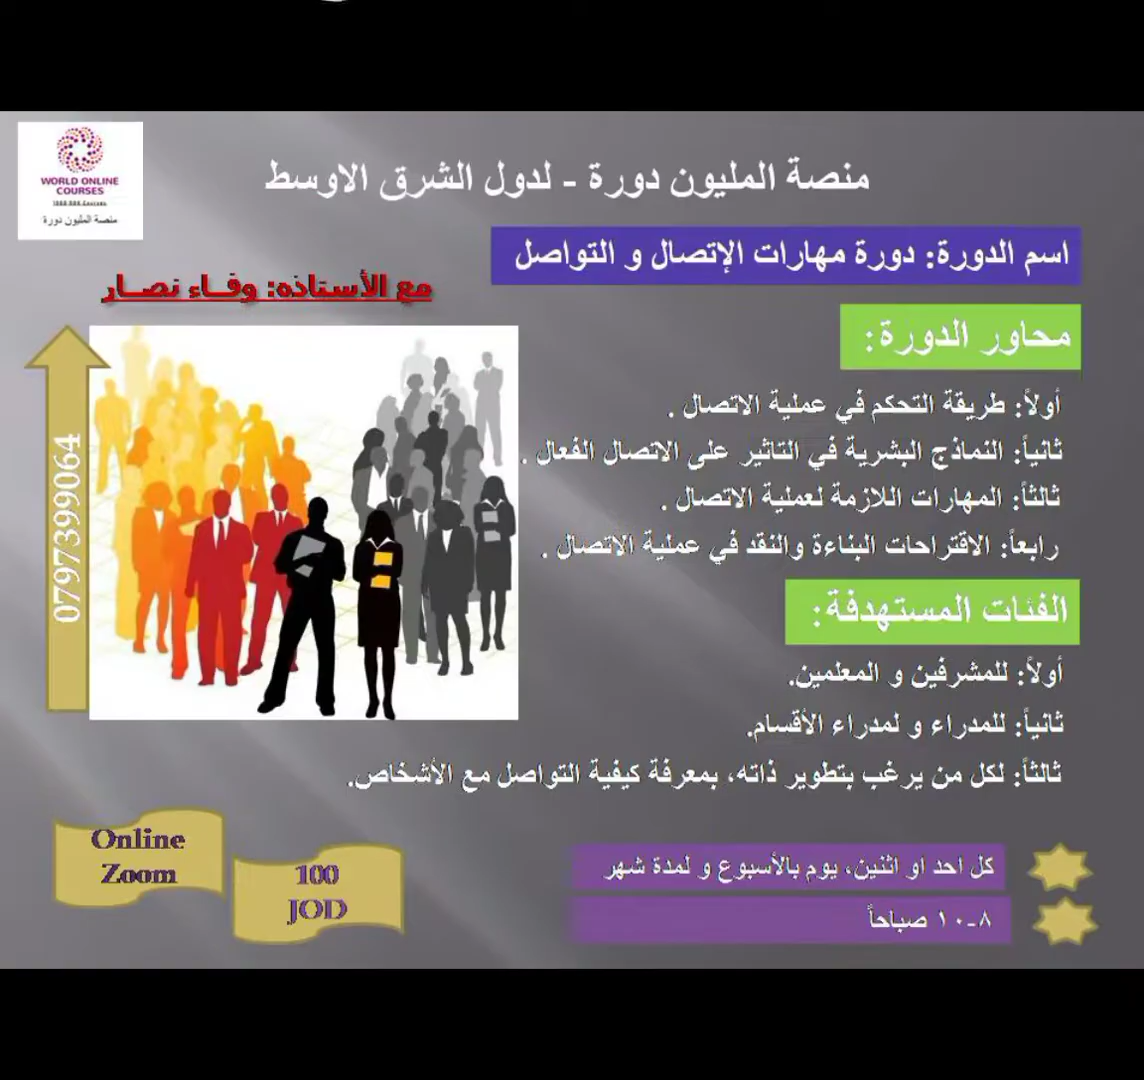 WORLD ONLINE
COURSES
منصة المليون دورة
منصة المليون دورة - لدول الشرق الاوسط
اسم الدورة: دورة مهارات الإتصال و التواصل
مع الأستاذه: وفــاء نصــار
محاور الدورة:
أولاً: طريقة التحكم في عملية الاتصال .
ثانياً: النماذج البشرية في التاثير على الاتصال الفعال .
ثالثاً: المهارات اللازمة لعملية الاتصال .
رابعاً: الاقتراحات البناءة والنقد في عملية الاتصال .
0797399064
الفئات المستهدفة:
أولاً: للمشرفين و المعلمين.
ثانياً: للمدراء و لمدراء الأقسام.
ثالثاً: لكل من يرغب بتطوير ذاته، بمعرفة كيفية التواصل مع الأشخاص.
كل احد او اثنين، يوم بالأسبوع و لمدة شهر
٨-١٠ صباحاً
Online
Zoom
100
JOD